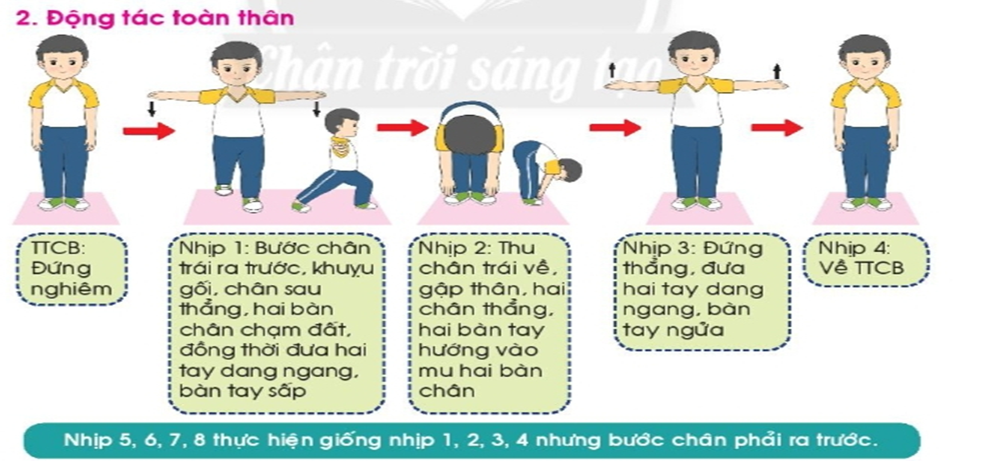 2. Động tác toàn thân
Chân trời sáng tạo
TTCB:
Đứng
nghiêm
Nhịp 1: Bước chân
trái ra trước, khuỵu
gối, chân sau
thẳng, hai bàn
chân chạm đất,
đồng thời đưa hai
tay dang ngang,
bàn tay sấp
Nhịp 2: Thu
chân trái về,
gập thân, hai
chân thẳng,
hai bàn tay
hướng vào
mu hai bàn
chân
Nhịp 3: Đứng
thẳng, đưa
hai tay dang
ngang, bàn
tay ngửa
Nhịp 4:
Về TTCB
Nhịp 5, 6, 7, 8 thực hiện giống nhịp 1, 2, 3, 4 nhưng bước chân phải ra trước.